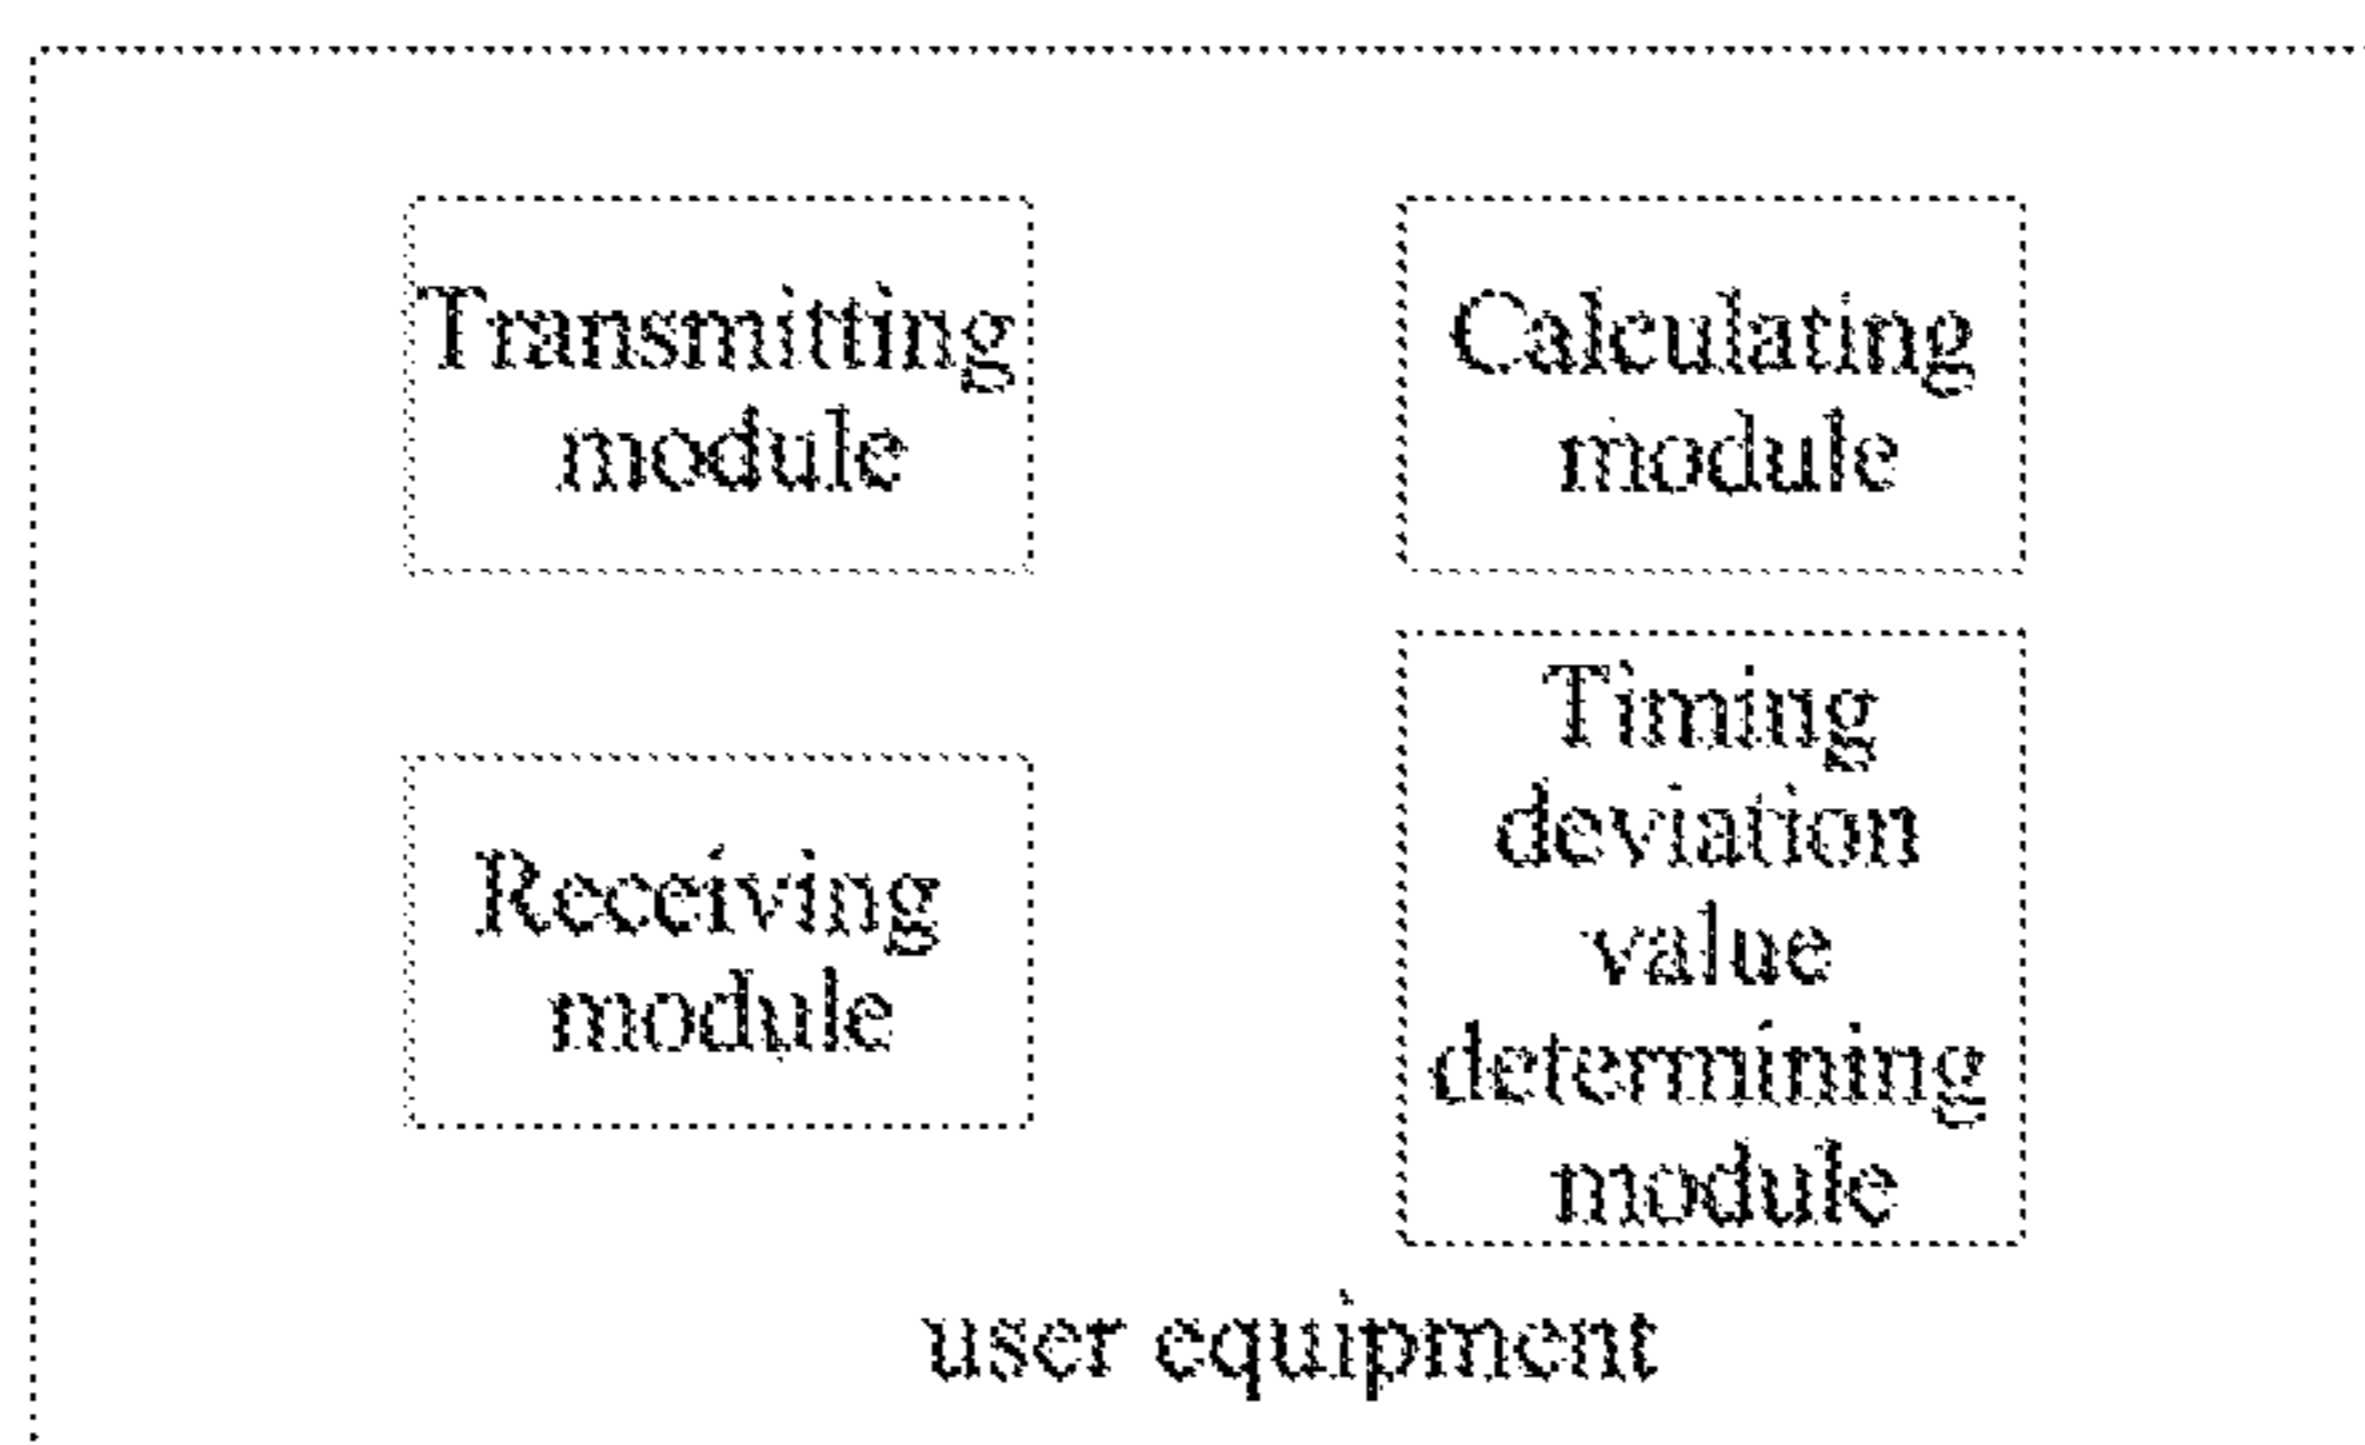 Transmitting
module
Calculating
module
Receiving
module
Timing
deviation
value
determining
module
user equipment